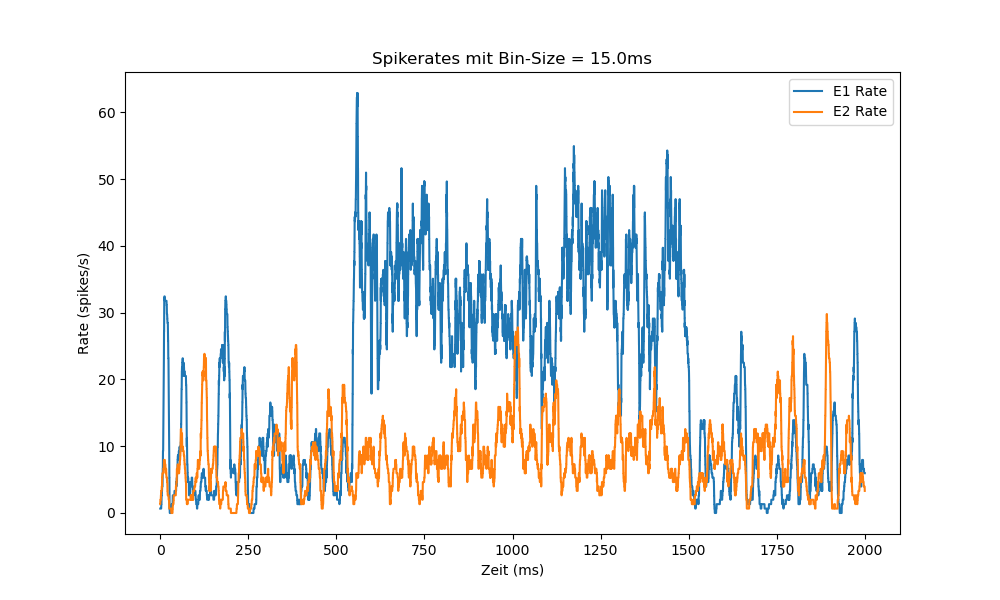 Spikerates mit Bin-Size = 15.0ms
E1 Rate
E2 Rate
Rate (spikes/s)
60
50
40
30
20
10
0
0 250 500 750 1000 1250 1500 1750 2000
Zeit (ms)